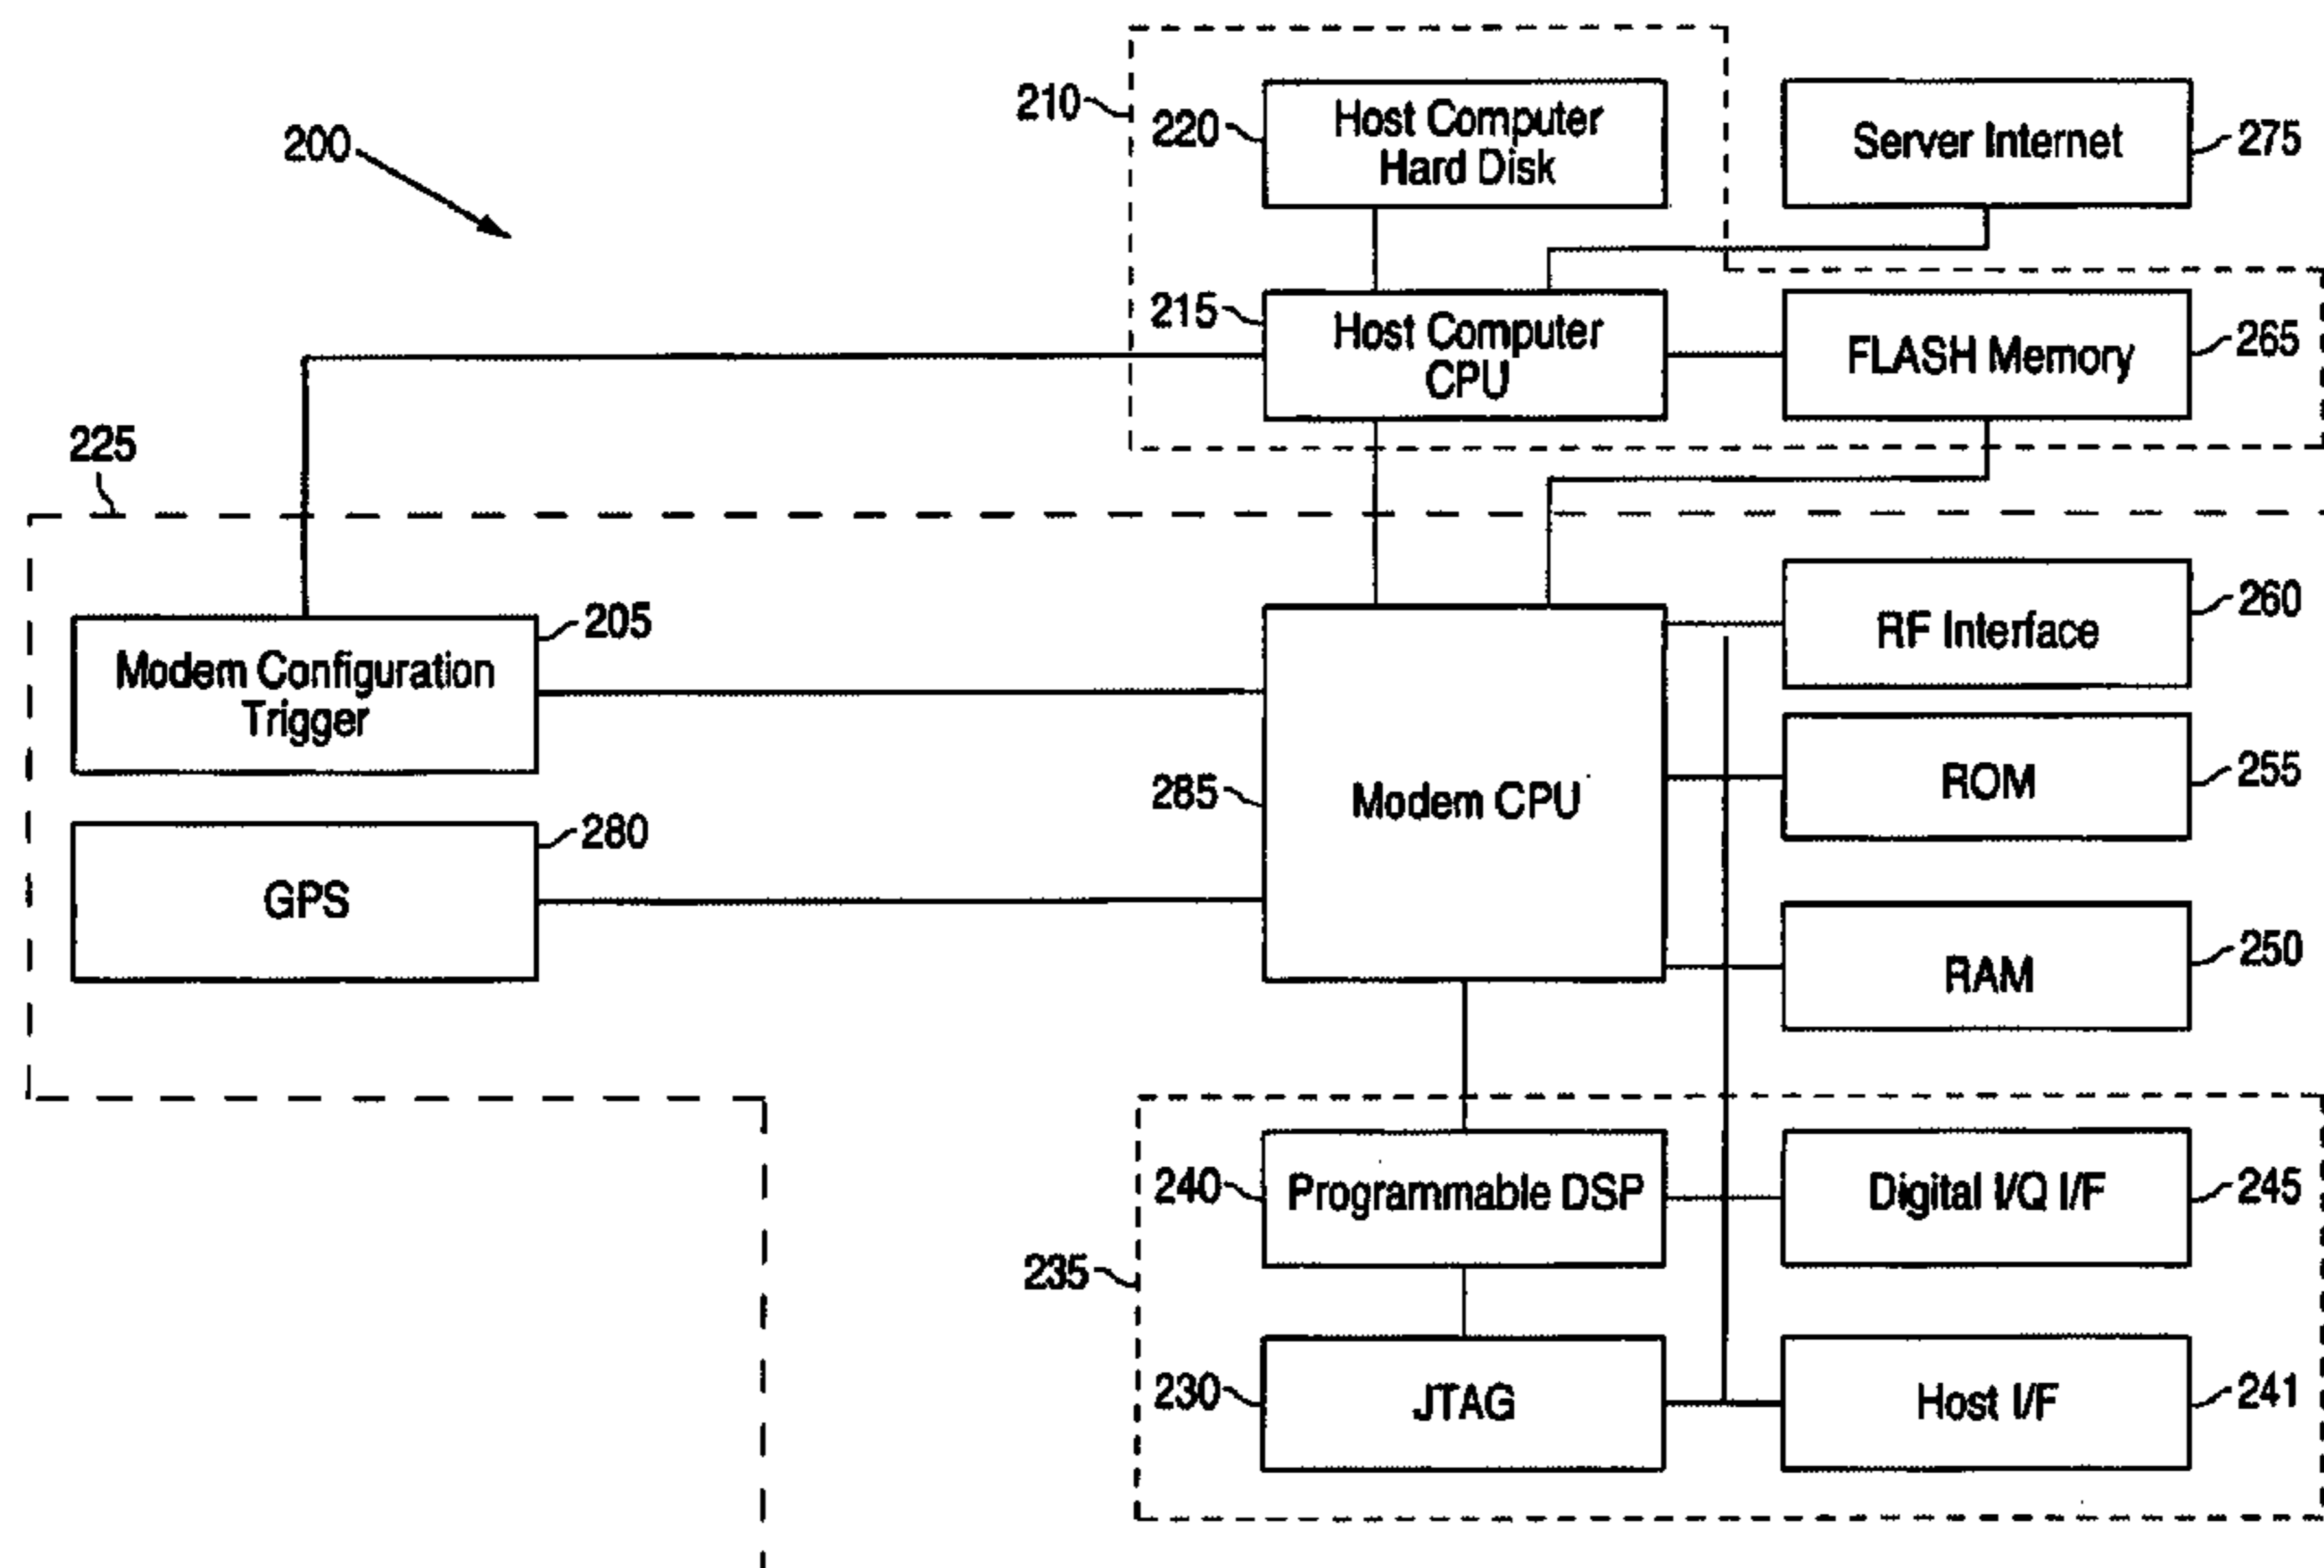 200
210
220
Host Computer
Hard Disk
Server Internet
275
215
Host Computer
CPU
FLASH Memory
265
225
205
Modem Configuration
Trigger
280
GPS
285
Modem CPU
RF Interface
260
ROM
255
RAM
250
240
Programmable DSP
Digital I/Q I/F
245
235
230
JTAG
Host I/F
241